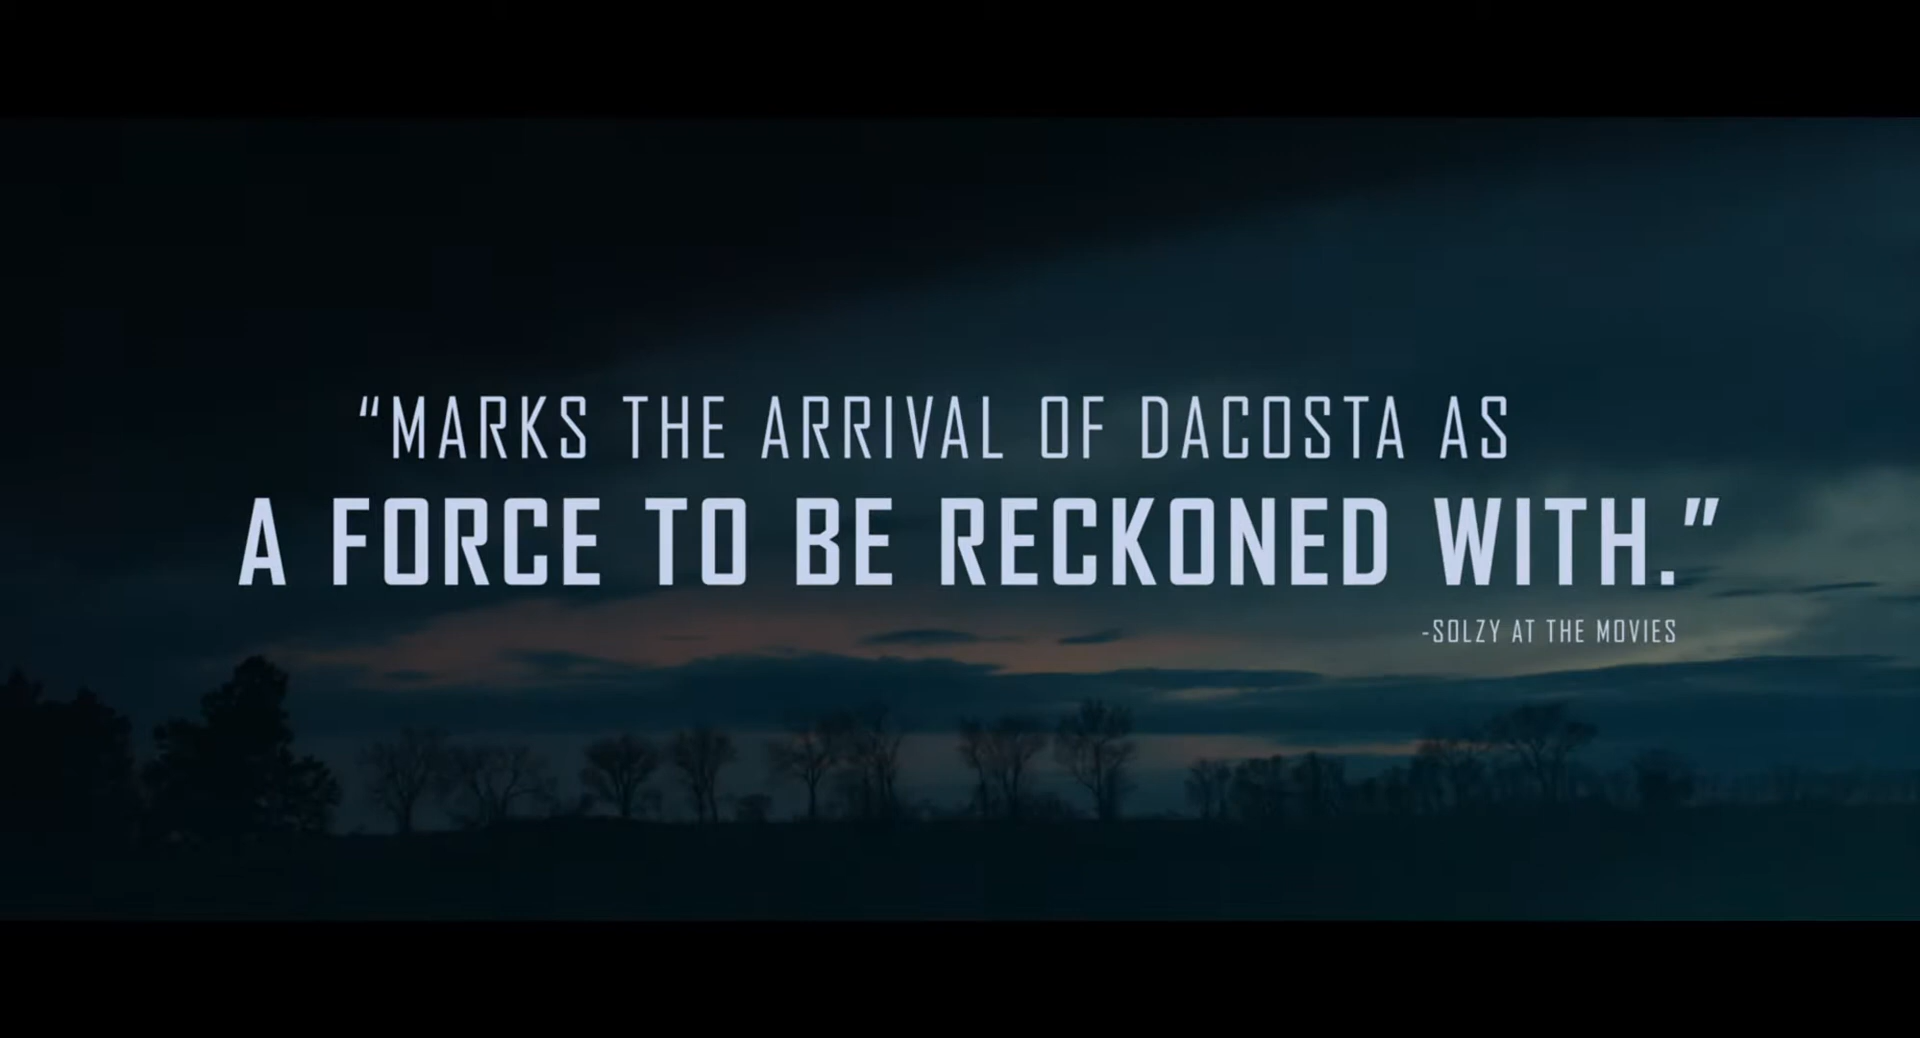 “MARKS THE ARRIVAL OF DACOSTA AS
A FORCE TO BE RECKONED WITH.”
-SOLZY AT THE MOVIES